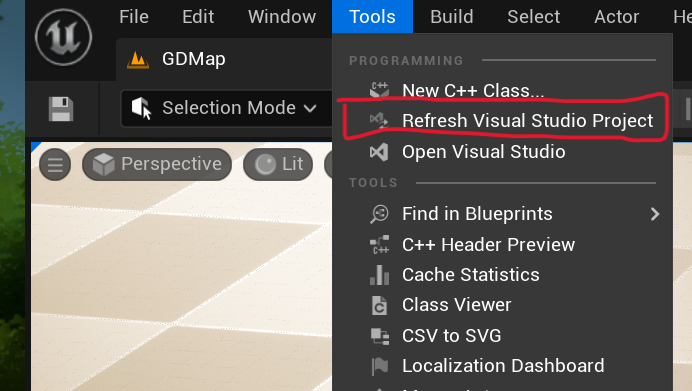 File Edit Window Tools Build Select Actor
GDMap
Selection Mode
Perspective Lit
PROGRAMMING
New C++ Class...
Refresh Visual Studio Project
Open Visual Studio
TOOLS
Find in Blueprints
C++ Header Preview
Cache Statistics
Class Viewer
CSV to SVG
Localization Dashboard